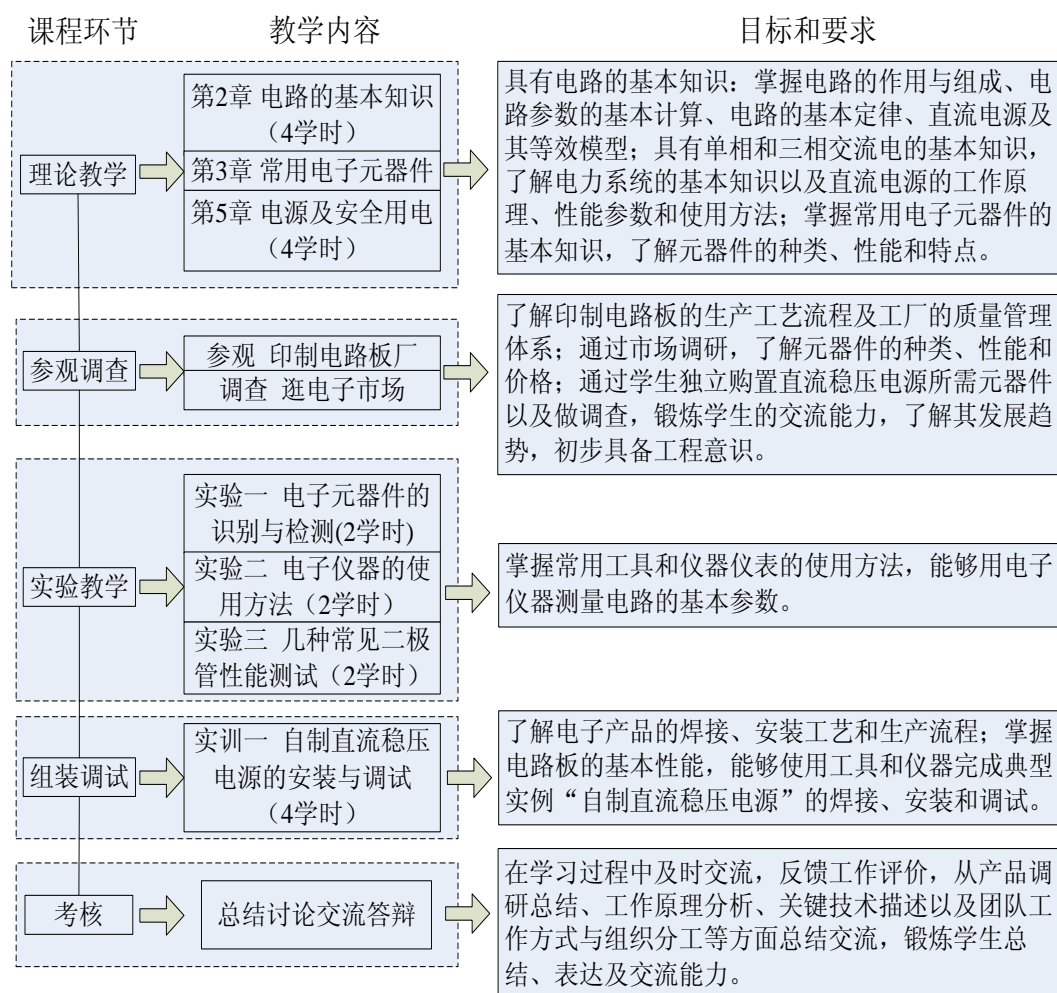 课程环节
教学内容
目标和要求
理论教学
第2章 电路的基本知识
（4学时）
第3章 常用电子元器件
第5章 电源及安全用电
（4学时）
具有电路的基本知识：掌握电路的作用与组成、电
路参数的基本计算、电路的基本定律、直流电源及
其等效模型；具有单相和三相交流电的基本知识，
了解电力系统的基本知识以及直流电源的工作原
理、性能参数和使用方法；掌握常用电子元器件的
基本知识，了解元器件的种类、性能和特点。
参观调查
参观 印制电路板厂
调查 逛电子市场
了解印制电路板的生产工艺流程及工厂的质量管理
体系；通过市场调研，了解元器件的种类、性能和
价格；通过学生独立购置直流稳压电源所需元器件
以及做调查，锻炼学生的交流能力，了解其发展趋
势，初步具备工程意识。
实验教学
实验一 电子元器件的
识别与检测(2学时)
实验二 电子仪器的使
用方法（2学时）
实验三 几种常见二极
管性能测试（2学时）
掌握常用工具和仪器仪表的使用方法，能够用电子
仪器测量电路的基本参数。
组装调试
实训一 自制直流稳压
电源的安装与调试
（4学时）
了解电子产品的焊接、安装工艺和生产流程；掌握
电路板的基本性能，能够使用工具和仪器完成典型
实例“自制直流稳压电源”的焊接、安装和调试。
考核
总结讨论交流答辩
在学习过程中及时交流，反馈工作评价，从产品调
研总结、工作原理分析、关键技术描述以及团队工
作方式与组织分工等方面总结交流，锻炼学生总
结、表达及交流能力。